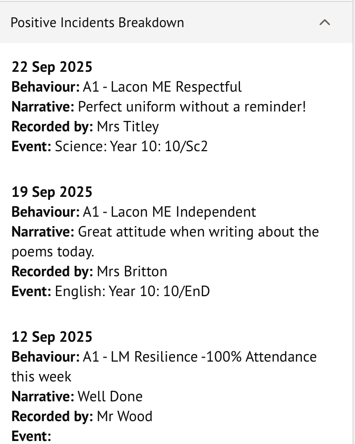 Positive Incidents Breakdown
22 Sep 2025
Behaviour: A1 - Lacon ME Respectful
Narrative: Perfect uniform without a reminder!
Recorded by: Mrs Titley
Event: Science: Year 10: 10/Sc2
19 Sep 2025
Behaviour: A1 - Lacon ME Independent
Narrative: Great attitude when writing about the
poems today.
Recorded by: Mrs Britton
Event: English: Year 10: 10/EnD
12 Sep 2025
Behaviour: A1 - LM Resilience -100% Attendance
this week
Narrative: Well Done
Recorded by: Mr Wood
Event: